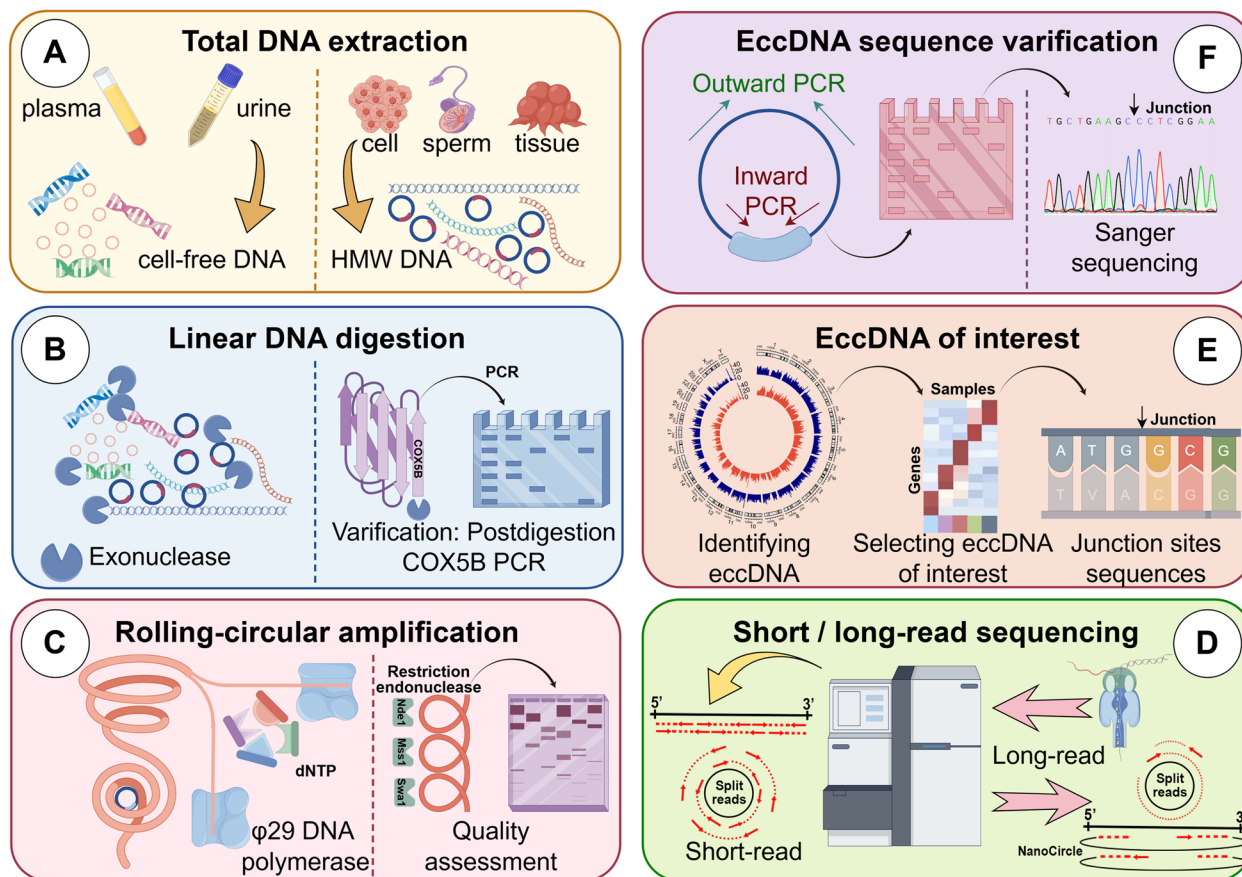 A
Total DNA extraction
plasma
urine
cell-free DNA
cell
sperm
tissue
HMW DNA
B
Linear DNA digestion
Exonuclease
COX5B
PCR
Varification: Postdigestion
COX5B PCR
C
Rolling-circular amplification
dNTP
φ29 DNA
polymerase
Restriction
endonuclease
Nde1
Mss1
Swa1
Quality
assessment
F
EccDNA sequence varification
Outward PCR
Inward
PCR
Junction
TGCTGAAGCCCTCGGAA
Sanger
sequencing
E
EccDNA of interest
Identifying
eccDNA
Samples
Genes
Selecting eccDNA
of interest
Junction
A T G G C G
T V A C G G
Junction sites
sequences
D
Short / long-read sequencing
5’ 3’
Split
reads
Short-read
Long-read
Split
reads
5’ 3’
NanoCircle